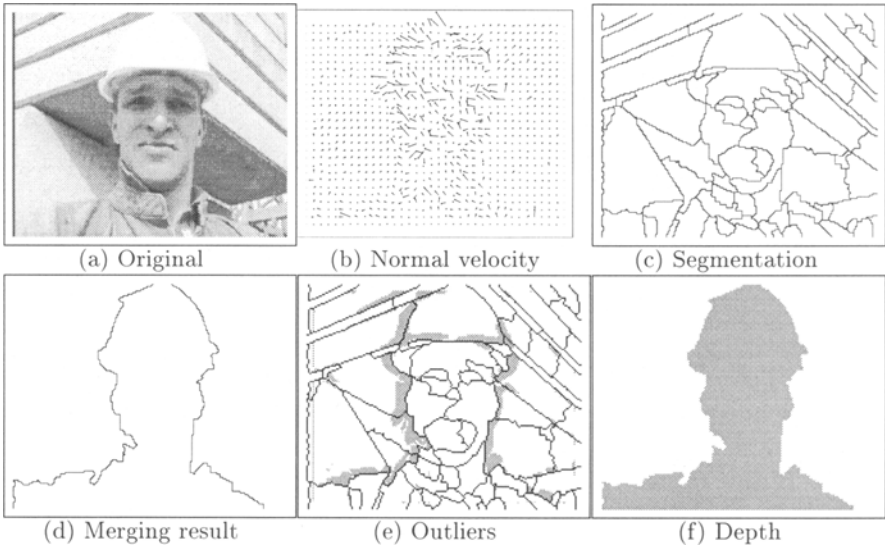 (a) Original
(b) Normal velocity
(c) Segmentation
(d) Merging result
(e) Outliers
(f) Depth